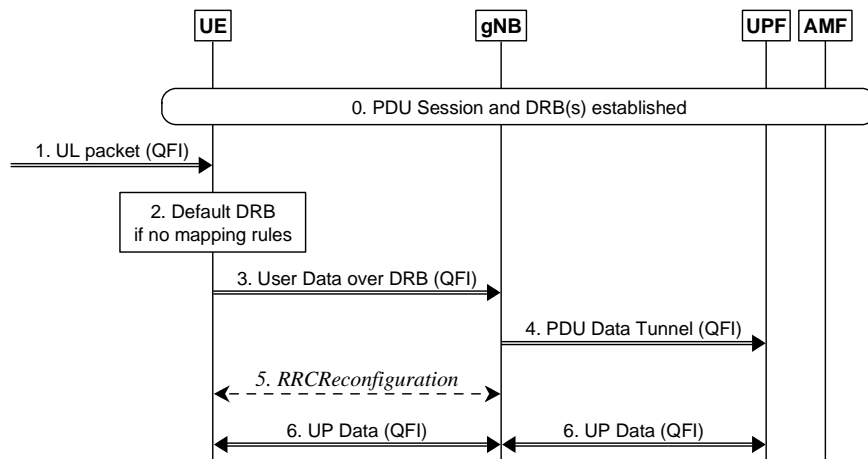 UE gNB UPF AMF
0. PDU Session and DRB(s) established
1. UL packet (QFI)
2. Default DRB
if no mapping rules
3. User Data over DRB (QFI)
4. PDU Data Tunnel (QFI)
5. RRCReconfiguration
6. UP Data (QFI) 6. UP Data (QFI)